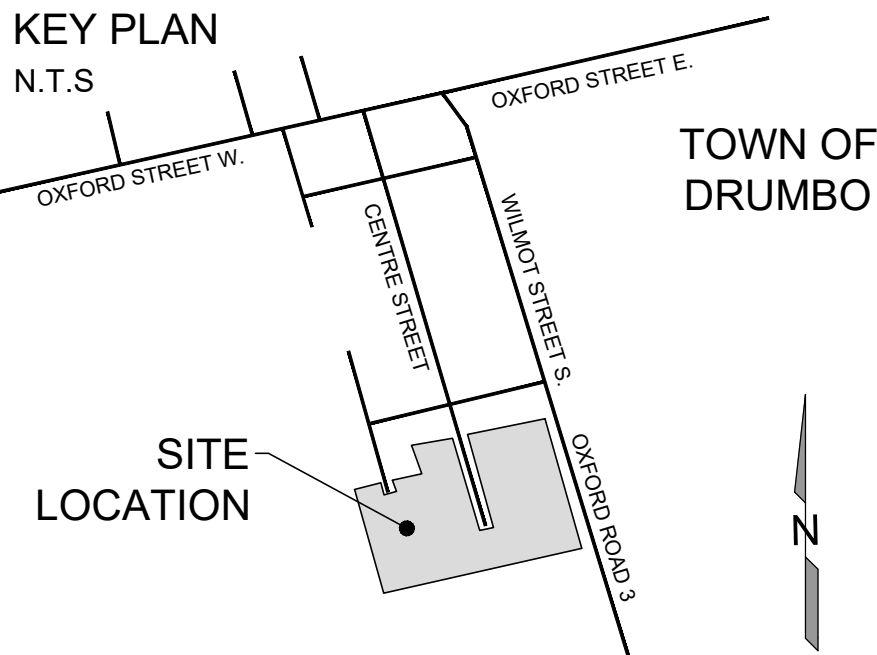 KEY PLAN
N.T.S
OXFORD STREET E.
OXFORD STREET W.
TOWN OF
DRUMBO
CENTRE STREET
WILMOT STREET S.
SITE
LOCATION
OXFORD ROAD 3
N